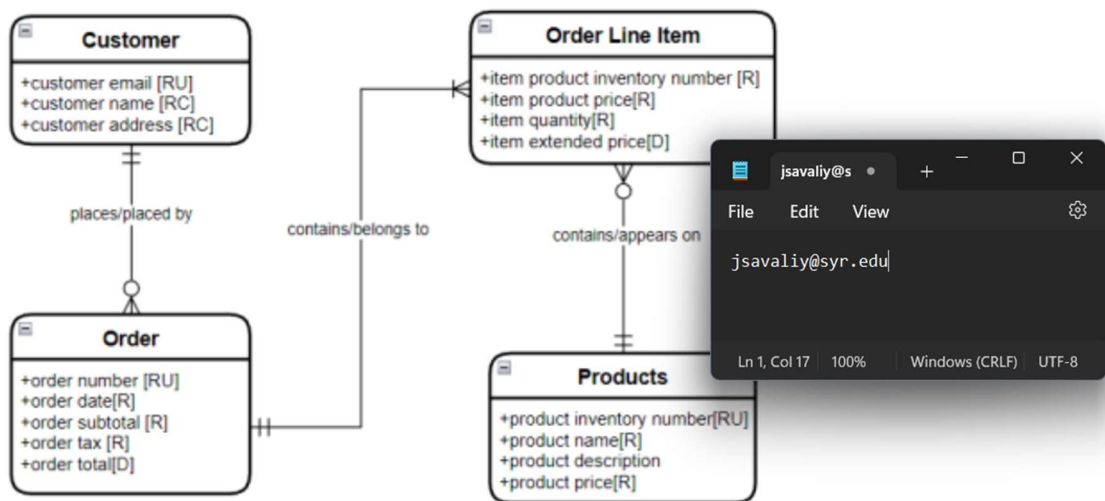 Customer
+customer email [RU]
+customer name [RC]
+customer address [RC]
places/placed by
Order
+order number [RU]
+order date[R]
+order subtotal [R]
+order tax [R]
+order total[D]
contains/belongs to
Order Line Item
+item product inventory number [R]
+item product price[R]
+item quantity[R]
+item extended price[D]
contains/appears on
Products
+product inventory number[RU]
+product name[R]
+product description
+product price[R]
jsavaliy@s
File Edit View
jsavaliy@syr.edu
Ln 1, Col 17 100% Windows (CRLF) UTF-8